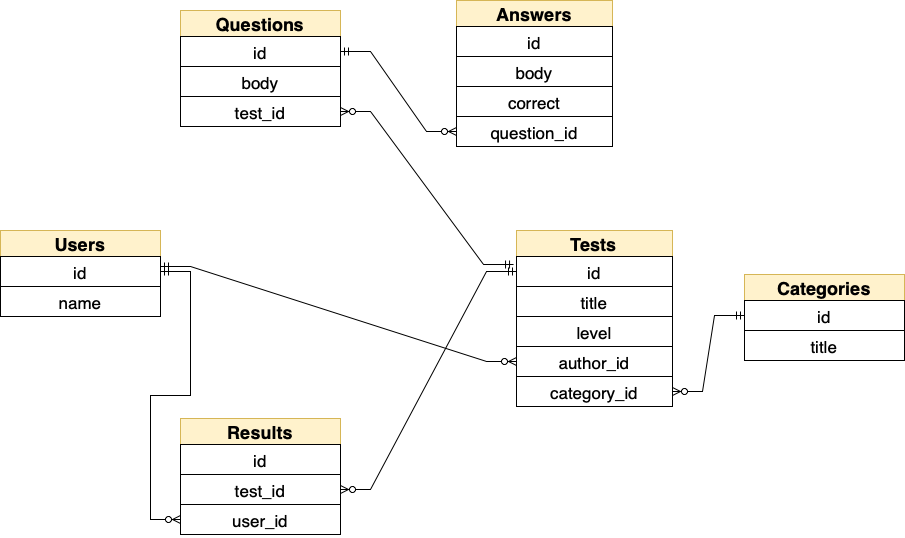 Questions
id
body
test_id
Answers
id
body
correct
question_id
Users
id
name
Tests
id
title
level
author_id
category_id
Categories
id
title
Results
id
test_id
user_id